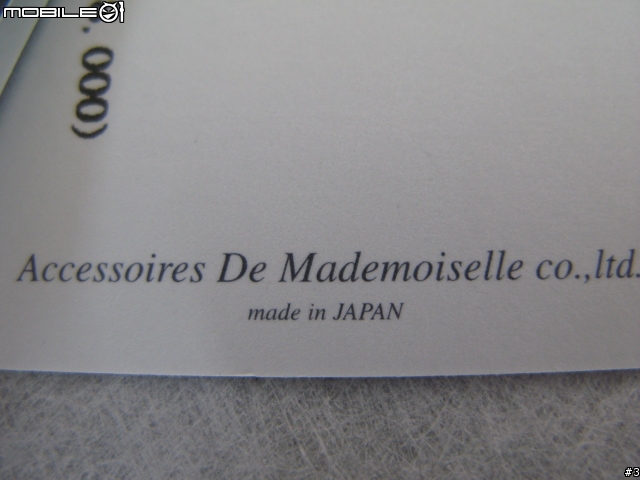 MOBILE01
. 000)
Accessoires De Mademoiselle co.,ltd.
made in JAPAN
#3